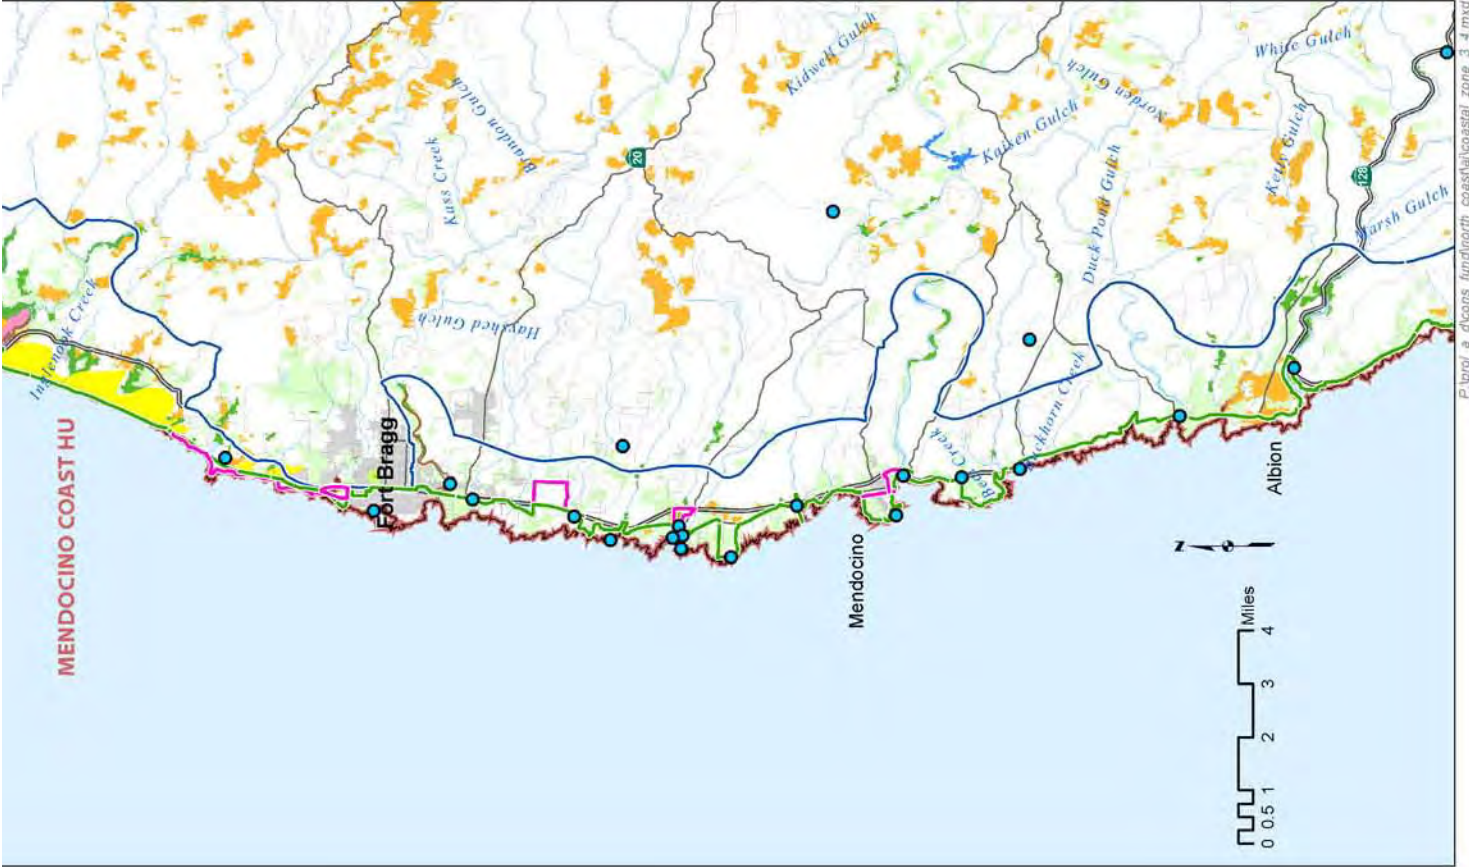 MENDOCINO COAST HU
Inglenook Creek
Fort Bragg
Kass Creek
Brandon Gulch
Hayshed Gulch
20
Kidwell Gulch
Kaisen Gulch
Norden Gulch
White Gulch
Duck Pond Gulch
Keny Gulch
128
Marsh Gulch
Creek
Buckhorn Creek
Mendocino
Albion
Z
Miles
0 0.5 1 2 3 4